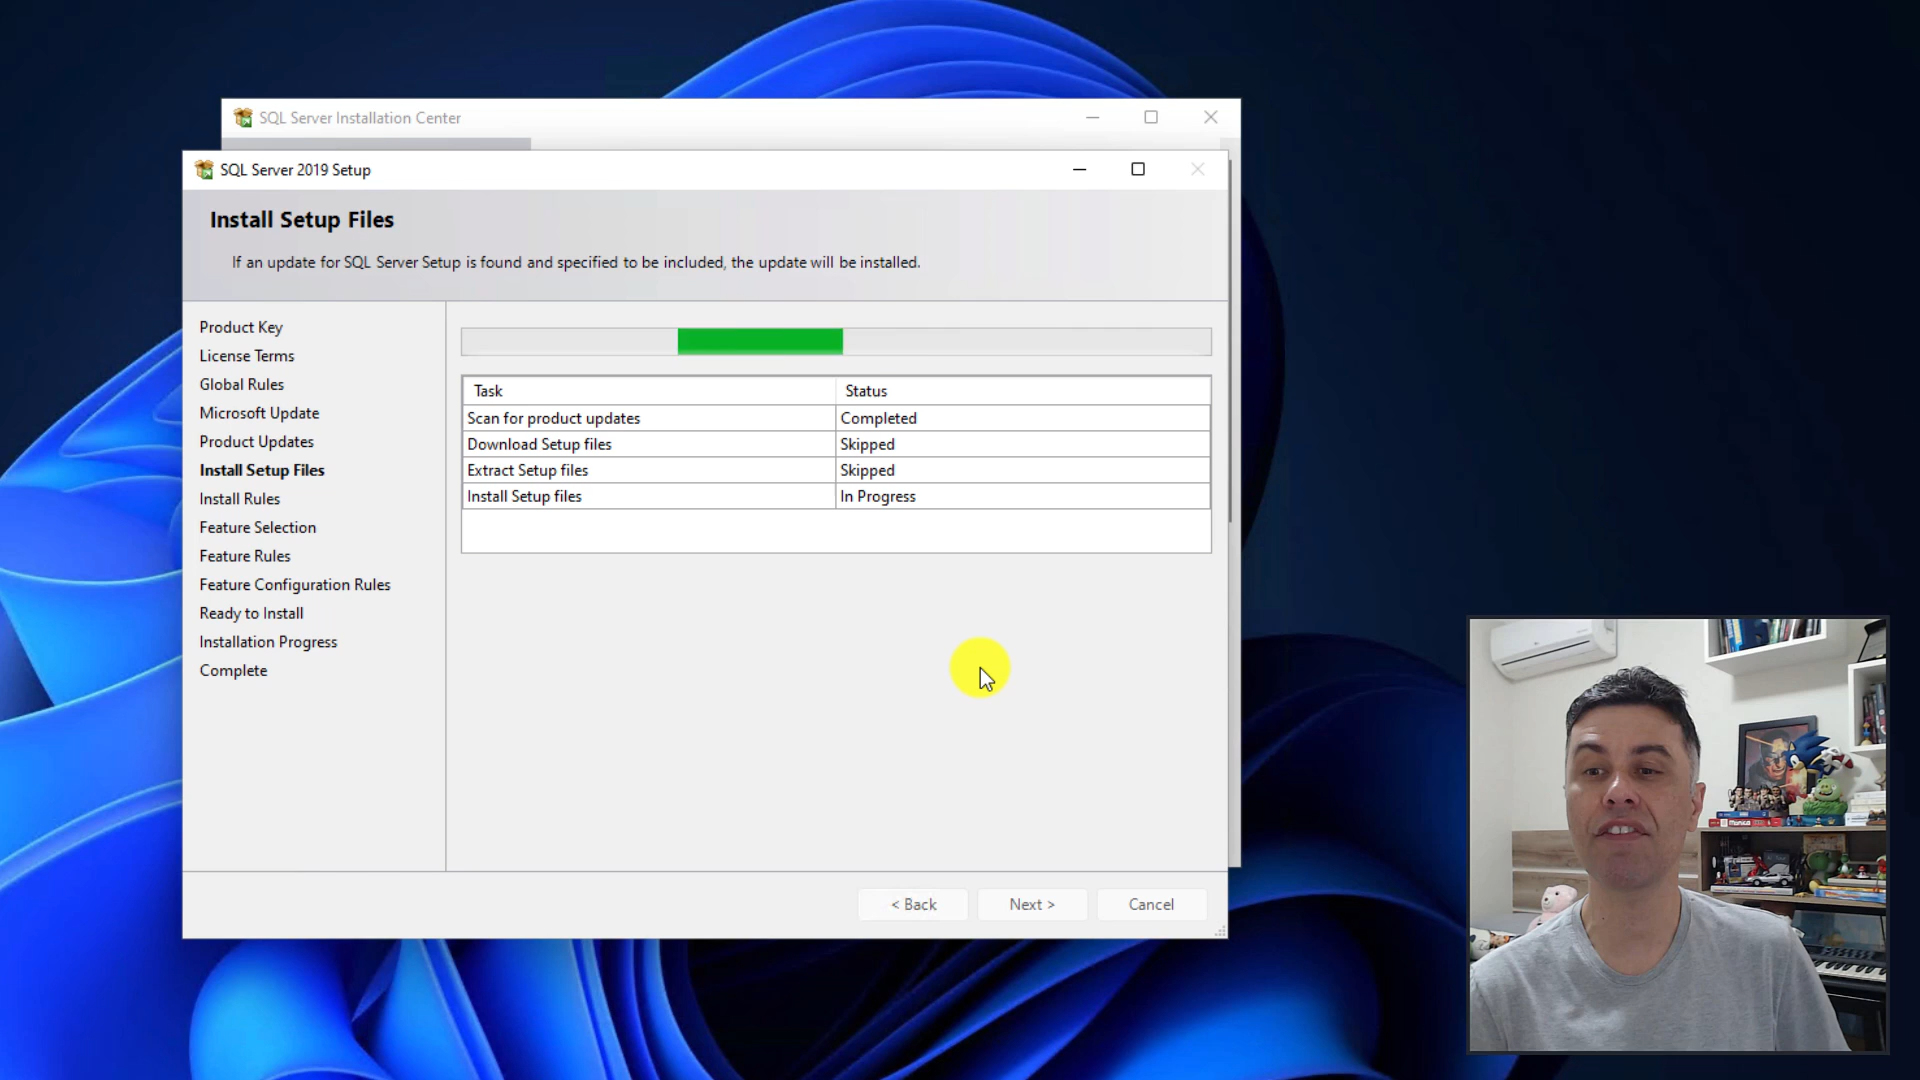 SQL Server Installation Center
SQL Server 2019 Setup
Install Setup Files
If an update for SQL Server Setup is found and specified to be included, the update will be installed.
Product Key
License Terms
Global Rules
Microsoft Update
Product Updates
Install Setup Files
Install Rules
Feature Selection
Feature Rules
Feature Configuration Rules
Ready to Install
Installation Progress
Complete
Task Status
Scan for product updates Completed
Download Setup files Skipped
Extract Setup files Skipped
Install Setup files In Progress
< Back Next > Cancel